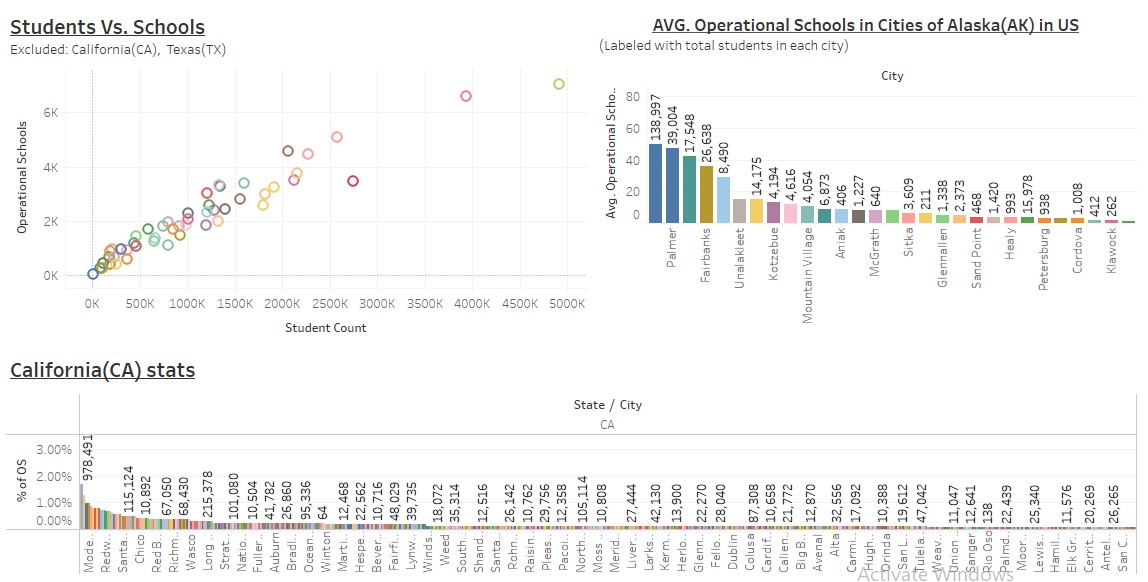 Students Vs. Schools
Excluded: California(CA), Texas(TX)
Operational Schools
6K
4K
2K
0K
0K 500K 1000K 1500K 2000K 2500K 3000K 3500K 4000K 4500K 5000K
Student Count
AVG. Operational Schools in Cities of Alaska(AK) in US
(Labeled with total students in each city)
City
Avg. Operational Scho..
80
60
40
20
0
138,997 39,004 17,548 26,638 8,490 14,175 4,194 4,616 4,054 6,873 406 1,227 640 3,609 211 1,338 2,373 568 1,420 993 15,978 938 1,008 412 262
Palmer Fairbanks Unalakleet Kotzebue Mountain Village Aniak McGrath Sitka Glennallen Sand Point Healy Petersburg Cordova Klawock
California(CA) stats
State / City
CA
% of OS
3.00%
2.00%
1.00%
0.00%
978,491 115,124 10,892 67,050 68,430 215,378 101,080 10,504 41,782 26,860 95,336 64 12,468 22,562 10,716 48,029 39,735 18,072 35,314 12,516 26,142 29,756 12,358 105,114 10,808 27,444 42,130 13,900 22,270 28,040 87,308 10,658 21,772 12,870 32,556 17,092 10,388 19,612 47,042 11,047 12,641 138 22,439 25,340 11,576 20,269 26,265
Mode.. Redw.. Santa.. Chico Red B.. Richm.. Wasco Long .. Strat.. Natio.. Fuller.. Auburn Bradl.. Ocean.. Winton Marti.. Hespe.. Bever.. Fairfi.. Lynw.. Winds.. Weed South.. Shand.. Santa.. Rohn.. Raisi.. Pleas.. Pacoi.. North.. Moss .. Merid.. Liver.. Larks.. Kerm.. Herlo.. Glenn.. Fello.. Dublin Colusa Cardif.. Calien.. Big B.. Avenal Alta Carmi.. Hugh.. Orinda San L.. Tulela.. Weav.. Union .. Sanger Rio Oso Palmd.. Moor.. Lewis.. Hamil.. Elk Gr.. Cerrit.. Antel.. San C..
Activate Windows